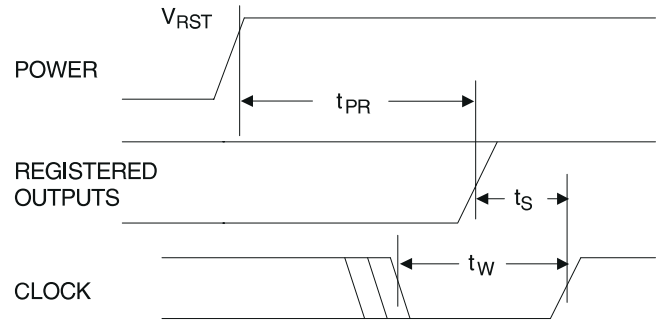 VRST
POWER
tPR
REGISTERED
OUTPUTS
tS
tW
CLOCK